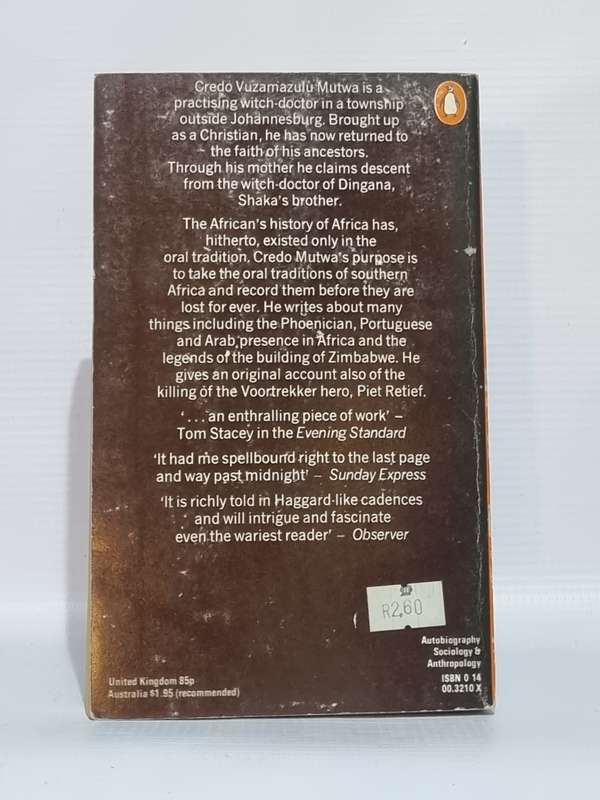 Credo Vuzamazulu Mutwa is a
practising witch-doctor in a township
outside Johannesburg. Brought up
as a Christian, he has now returned to
the faith of his ancestors.
Through his mother he claims descent
from the witch-doctor of Dingana,
Shaka's brother.
The African's history of Africa has,
hitherto, existed only in the
oral tradition. Credo Mutwa's purpose is
to take the oral traditions of southern
Africa and record them before they are
lost for ever. He writes about many
things including the Phoenician, Portuguese
and Arab presence in Africa and the
legends of the building of Zimbabwe. He
gives an original account also of the
killing of the Voortrekker hero, Piet Retief.
'...an enthralling piece of work' –
Tom Stacey in the Evening Standard
'It had me spellbound right to the last page
and way past midnight' – Sunday Express
'It is richly told in Haggard-like cadences
and will intrigue and fascinate
even the wariest reader' – Observer
R2,60
Autobiography
Sociology &
Anthropology
United Kingdom 85p
Australia $1.95 (recommended)
ISBN 0 14
00.3210 X